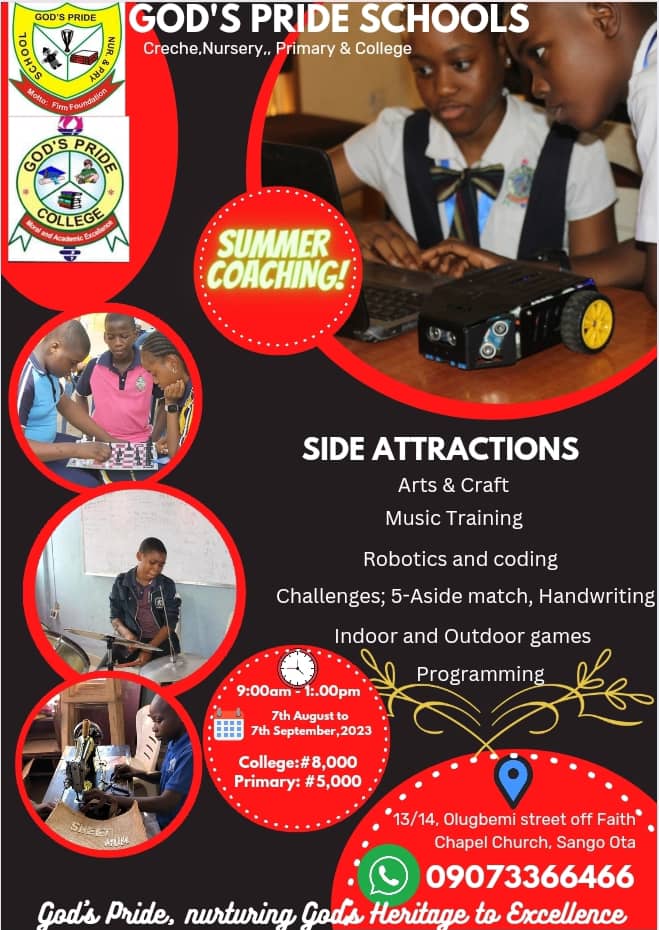 GOD'S PRIDE SCHOOLS
Creche,Nursery,, Primary & College
GOD'S PRIDE
SCHOOL
NUR & PRY
Motto: Firm Foundation
GOD'S PRIDE
COLLEGE
Moral and Academic Excellence
SUMMER
COACHING!
SIDE ATTRACTIONS
Arts & Craft
Music Training
Robotics and coding
Challenges; 5-Aside match, Handwriting
Indoor and Outdoor games
Programming
9:00am - 1:.00pm
7th August to
7th September,2023
College:#8,000
Primary: #5,000
13/14, Olugbemi street off Faith
Chapel Church, Sango Ota
09073366466
God's Pride, nurturing God's Heritage to Excellence